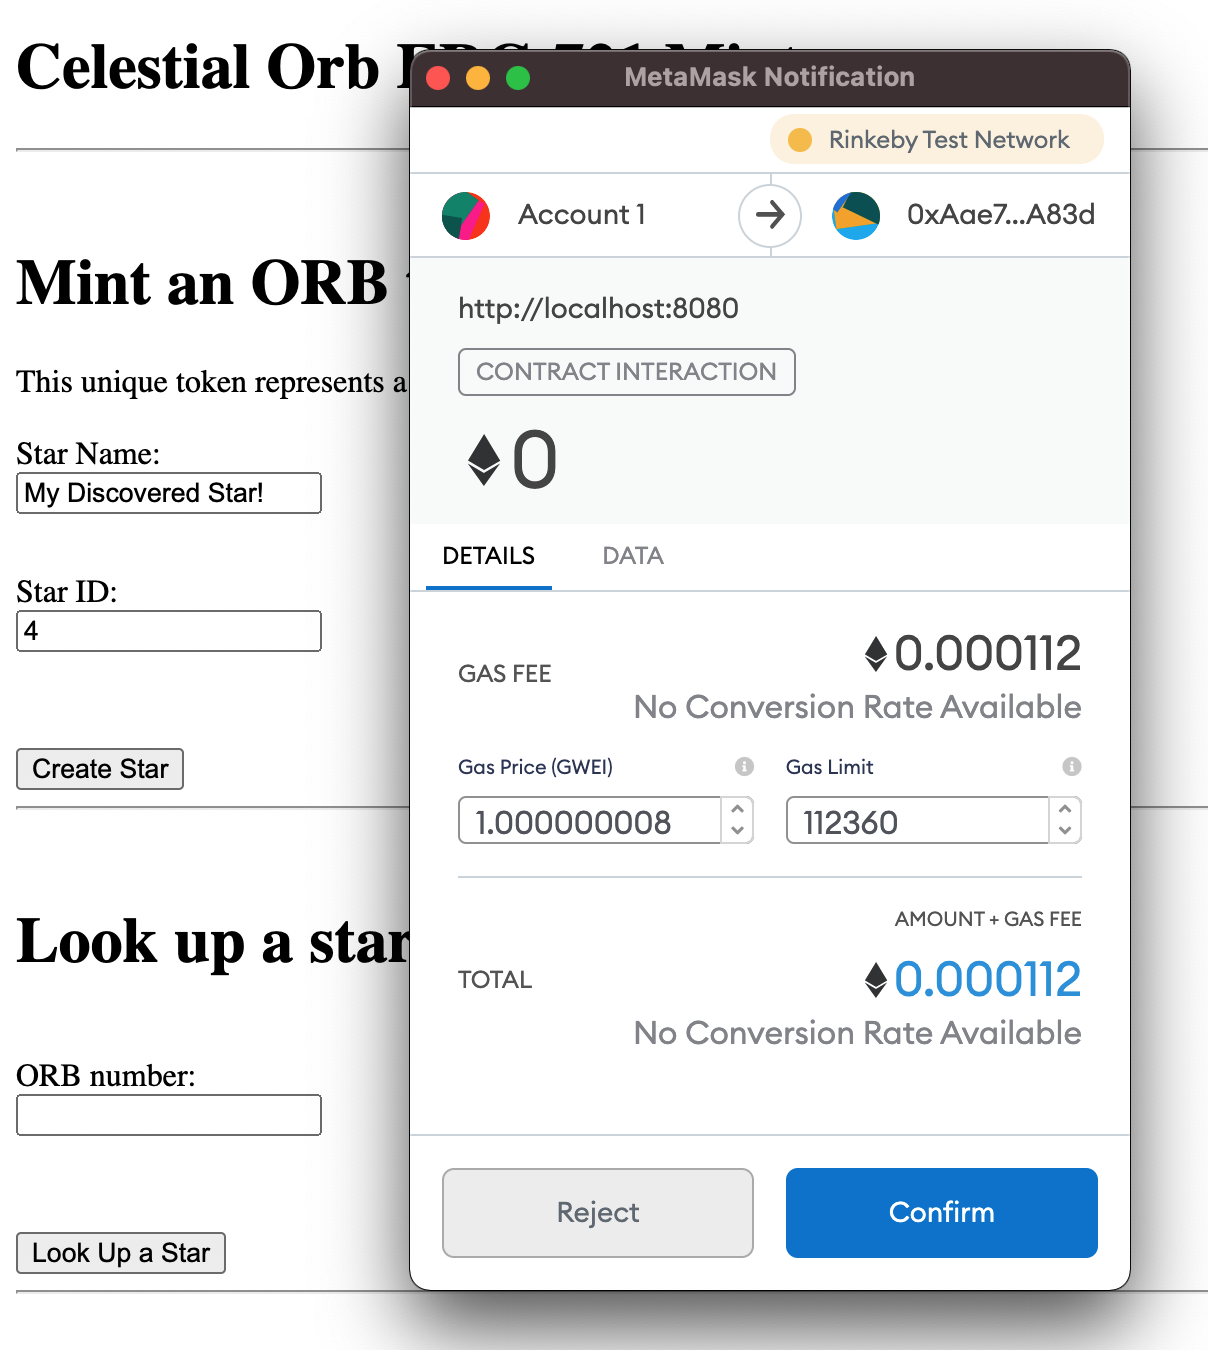 Celestial Orb
Mint an ORB
This unique token represents a
Star Name:
My Discovered Star!
Star ID:
4
Create Star
Look up a star
ORB number:
Look Up a Star
MetaMask Notification
Rinkeby Test Network
Account 1
0xAae7...A83d
http://localhost:8080
CONTRACT INTERACTION
0
DETAILS DATA
GAS FEE
0.000112
No Conversion Rate Available
Gas Price (GWEI) Gas Limit
1.000000008 112360
AMOUNT + GAS FEE
TOTAL
0.000112
No Conversion Rate Available
Reject Confirm